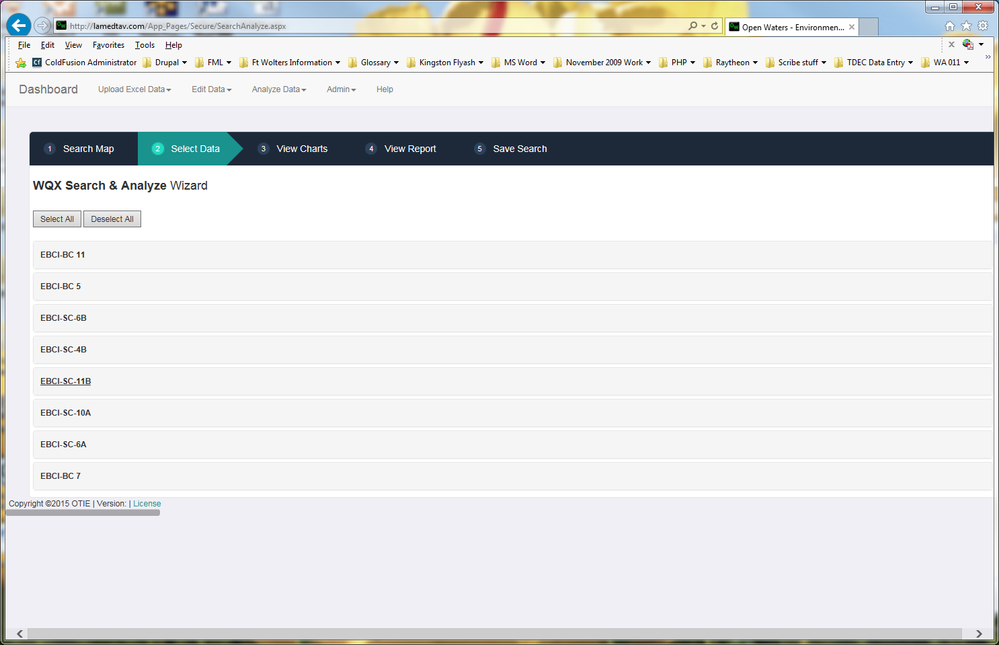 http://lamedtav.com/App_Pages/Secure/SearchAnalyze.aspx
Open Waters - Environmen...
File Edit View Favorites Tools Help
ColdFusion Administrator Drupal FML Ft Wolters Information Glossary Kingston Flyash MS Word November 2009 Work PHP Raytheon Scribe stuff TDEC Data Entry WA 011
Dashboard Upload Excel Data Edit Data Analyze Data Admin Help
1 Search Map 2 Select Data 3 View Charts 4 View Report 5 Save Search
WQX Search & Analyze Wizard
Select All Deselect All
EBCI-BC 11
EBCI-BC 5
EBCI-SC-6B
EBCI-SC-4B
EBCI-SC-11B
EBCI-SC-10A
EBCI-SC-6A
EBCI-BC 7
Copyright ©2015 OTIE | Version: | License